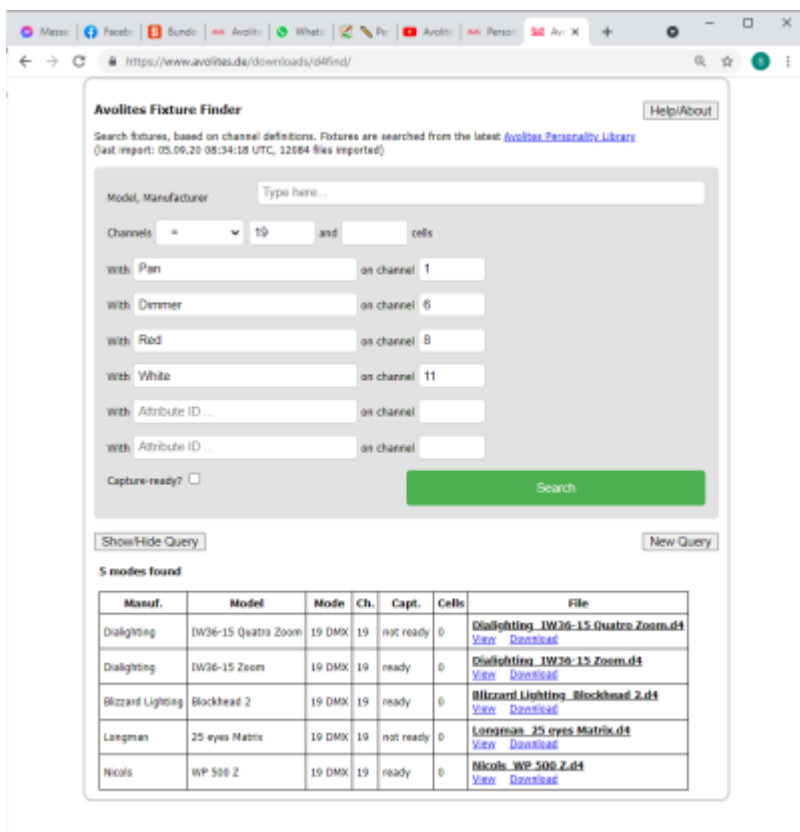 Messe
Facebo
Bundle
Avolite
Whats
Pe
Avolite
Person
Avi
https://www.avolites.de/downloads/d4find/
S
Avolites Fixture Finder
Help/About
Search fixtures, based on channel definitions. Fixtures are searched from the latest Avolites Personality Library
(last import: 05.09.20 08:34:18 UTC, 12084 files imported)
Model, Manufacturer Type here...
Channels = 19 and cells
With Pan on channel 1
With Dimmer on channel 6
With Red on channel 8
With White on channel 11
With Attribute ID ... on channel
With Attribute ID ... on channel
Capture-ready? Search
Show/Hide Query New Query
5 modes found
Manuf. Model Mode Ch. Capt. Cells File
Dialighting IW36-15 Quatro Zoom 19 DMX 19 not ready 0 Dialighting_IW36-15 Quatro Zoom.d4
View Download
Dialighting IW36-15 Zoom 19 DMX 19 ready 0 Dialighting_IW36-15 Zoom.d4
View Download
Blizzard Lighting Blockhead 2 19 DMX 19 ready 0 Blizzard Lighting_Blockhead 2.d4
View Download
Longman 25 eyes Matrix 19 DMX 19 not ready 0 Longman_25 eyes Matrix.d4
View Download
Nicols WP 500 Z 19 DMX 19 ready 0 Nicols_WP 500 Z.d4
View Download